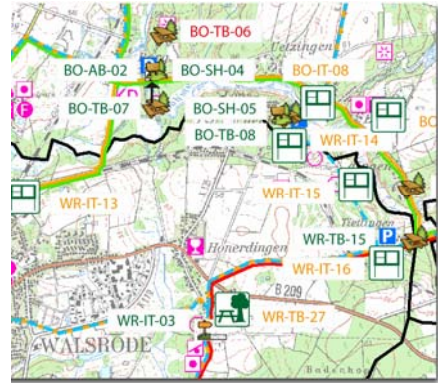 BO-TB-06
Uetzingen
BO-AB-02 BO-SH-04 BO-IT-08
BO-TB-07 BO-SH-05
BO-TB-08 WR-IT-14
WR-IT-15
WR-IT-13
Tietlingen
WR-TB-15
P
Honerdingen
WR-IT-16
B 209
WR-IT-03 WR-TB-27
WALSRODE